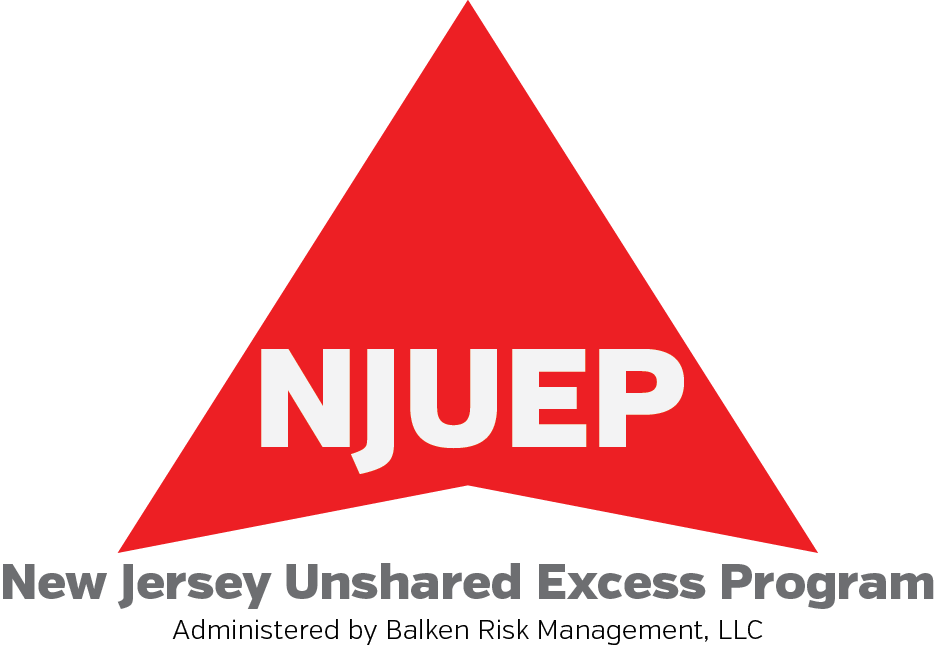 NJUEP
New Jersey Unshared Excess Program
Administered by Balken Risk Management, LLC